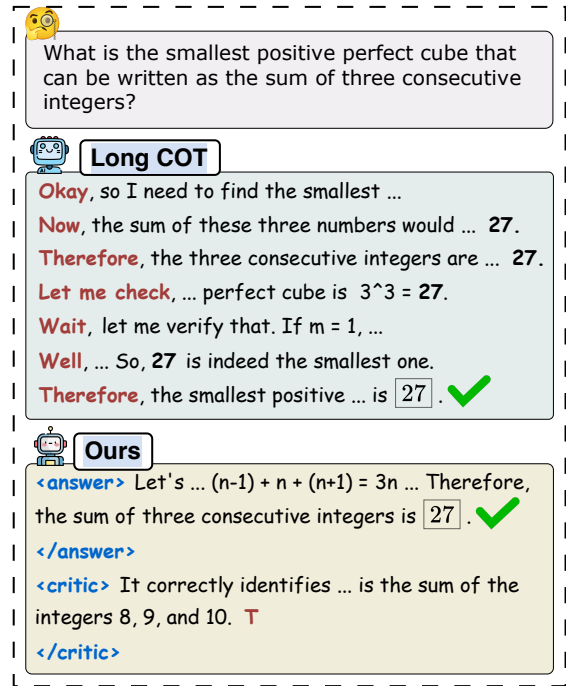 What is the smallest positive perfect cube that
can be written as the sum of three consecutive
integers?
Long COT
Okay, so I need to find the smallest ...
Now, the sum of these three numbers would ... 27.
Therefore, the three consecutive integers are ... 27.
Let me check, ... perfect cube is 3^3 = 27.
Wait, let me verify that. If m = 1, ...
Well, ... So, 27 is indeed the smallest one.
Therefore, the smallest positive ... is 27 .
Ours
<answer> Let's ... (n-1) + n + (n+1) = 3n ... Therefore,
the sum of three consecutive integers is 27 .
</answer>
<critic> It correctly identifies ... is the sum of the
integers 8, 9, and 10. T
</critic>